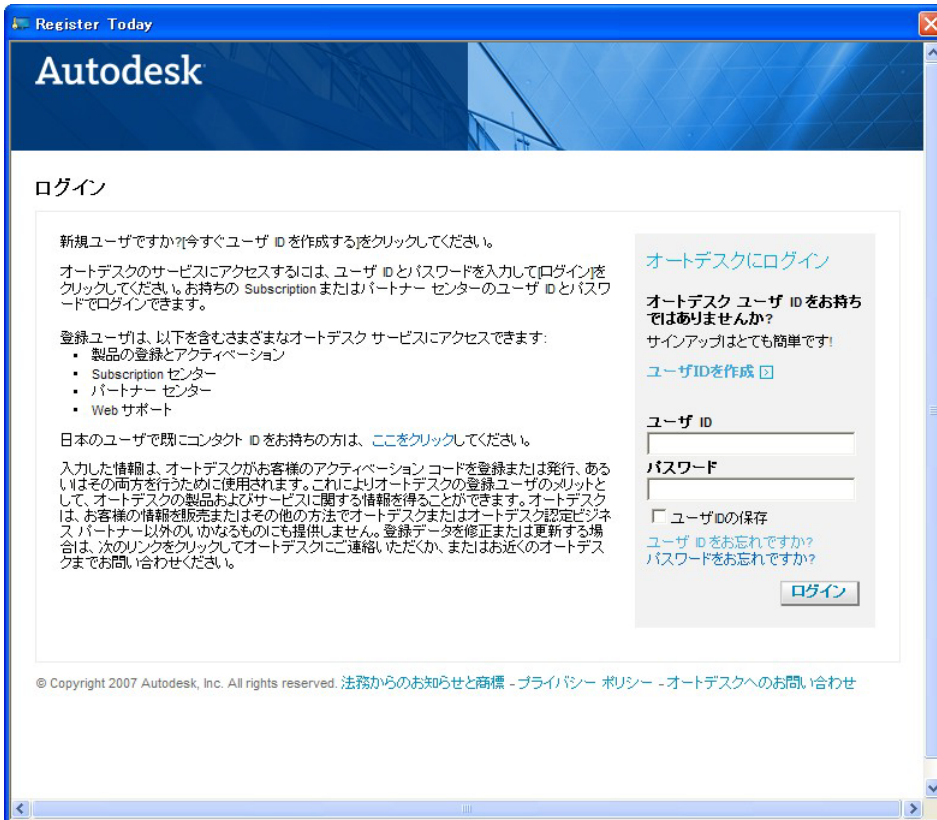 Register Today
Autodesk
ログイン
新規ユーザですか?[今すぐユーザ ID を作成する]をクリックしてください。
オートデスクのサービスにアクセスするには、ユーザ ID とパスワードを入力して[ログイン]を
クリックしてください。お持ちの Subscription またはパートナー センターのユーザ ID とパスワ
ードでログインできます。
登録ユーザは、以下を含むさまざまなオートデスク サービスにアクセスできます:
▪ 製品の登録とアクティベーション
▪ Subscription センター
▪ パートナー センター
▪ Web サポート
日本のユーザで既にコンタクト ID をお持ちの方は、ここをクリックしてください。
入力した情報は、オートデスクがお客様のアクティベーション コードを登録または発行、ある
いはその両方を行うために使用されます。これによりオートデスクの登録ユーザのメリットと
して、オートデスクの製品およびサービスに関する情報を得ることができます。オートデスク
は、お客様の情報を販売またはその他の方法でオートデスクまたはオートデスク認定ビジネ
ス パートナー以外のいかなるものにも提供しません。登録データを修正または更新する場
合は、次のリンクをクリックしてオートデスクにご連絡いただくか、またはお近くのオートデス
クまでお問い合わせください。
オートデスクにログイン
オートデスク ユーザ ID をお持ち
ではありませんか?
サインアップはとても簡単です!
ユーザIDを作成
ユーザ ID
パスワード
ユーザIDの保存
ユーザ ID をお忘れですか?
パスワードをお忘れですか?
ログイン
© Copyright 2007 Autodesk, Inc. All rights reserved. 法務からのお知らせと商標 - プライバシー ポリシー - オートデスクへのお問い合わせ